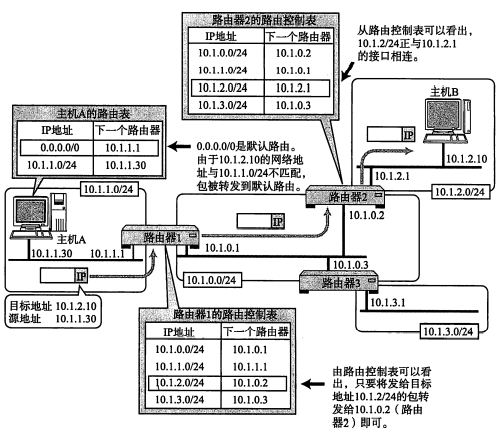 路由器2的路由控制表
IP地址 下一个路由器
10.1.0.0/24 10.1.0.2
10.1.1.0/24 10.1.0.1
10.1.2.0/24 10.1.2.1
10.1.3.0/24 10.1.0.3
从路由控制表可以看出，
10.1.2/24正与10.1.2.1
的接口相连。
主机A的路由表
IP地址 下一个路由器
0.0.0.0/0 10.1.1.1
10.1.1.0/24 10.1.1.30
0.0.0.0/0是默认路由。
由于10.1.2.10的网络地
址与10.1.1.0/24不匹配，
包被转发到默认路由。
主机B
IP
10.1.2.10
10.1.2.1
10.1.2.0/24
路由器2
10.1.0.2
10.1.1.0/24
主机A
10.1.1.30
10.1.1.1
IP
目标地址 10.1.2.10
源地址 10.1.1.30
路由器1
IP
10.1.0.1
10.1.0.0/24
10.1.0.3
路由器3
10.1.3.1
10.1.3.0/24
路由器1的路由控制表
IP地址 下一个路由器
10.1.0.0/24 10.1.0.1
10.1.1.0/24 10.1.1.1
10.1.2.0/24 10.1.0.2
10.1.3.0/24 10.1.0.3
由路由控制表可以看
出，只要将发给目标
地址10.1.2/24的包转
发给10.1.0.2（路由
器2）即可。